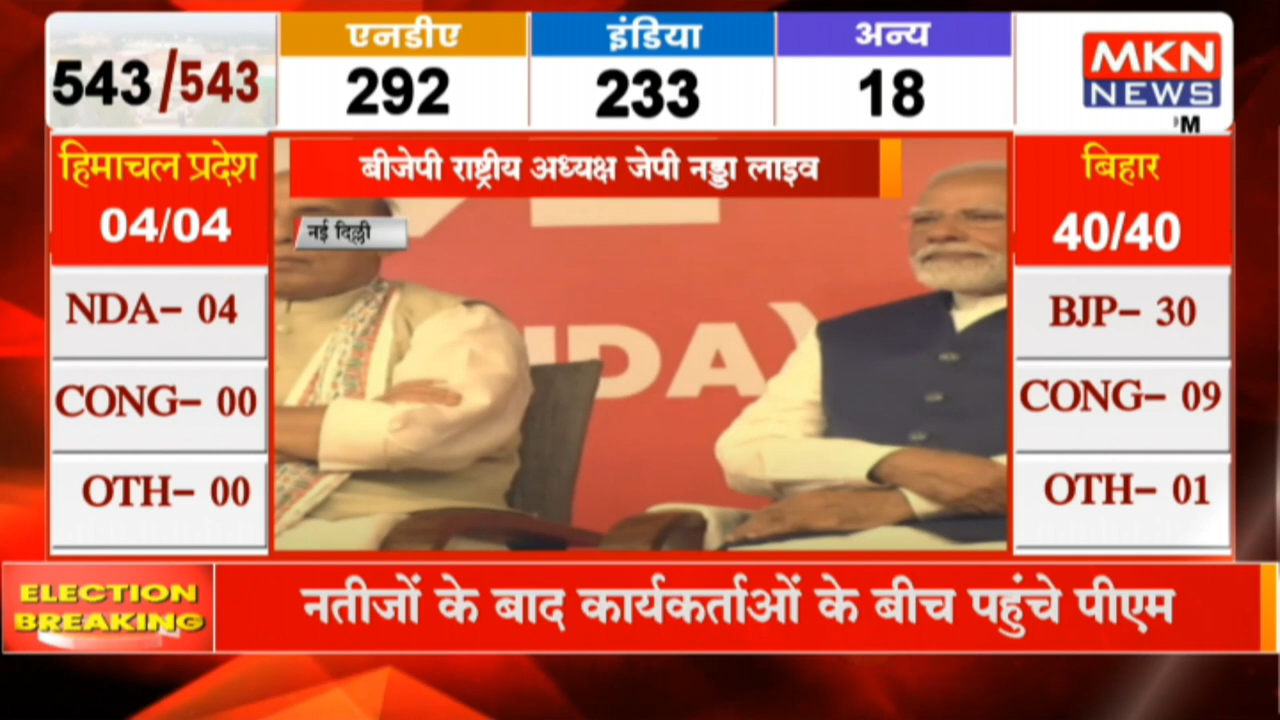 543/543
एनडीए
292
इंडिया
233
अन्य
18
MKN
NEWS
हिमाचल प्रदेश
04/04
NDA- 04
CONG- 00
OTH- 00
बीजेपी राष्ट्रीय अध्यक्ष जेपी नड्डा लाइव
नई दिल्ली
DA)
बिहार
40/40
BJP- 30
CONG- 09
OTH- 01
ELECTION
BREAKING
नतीजों के बाद कार्यकर्ताओं के बीच पहुंचे पीएम